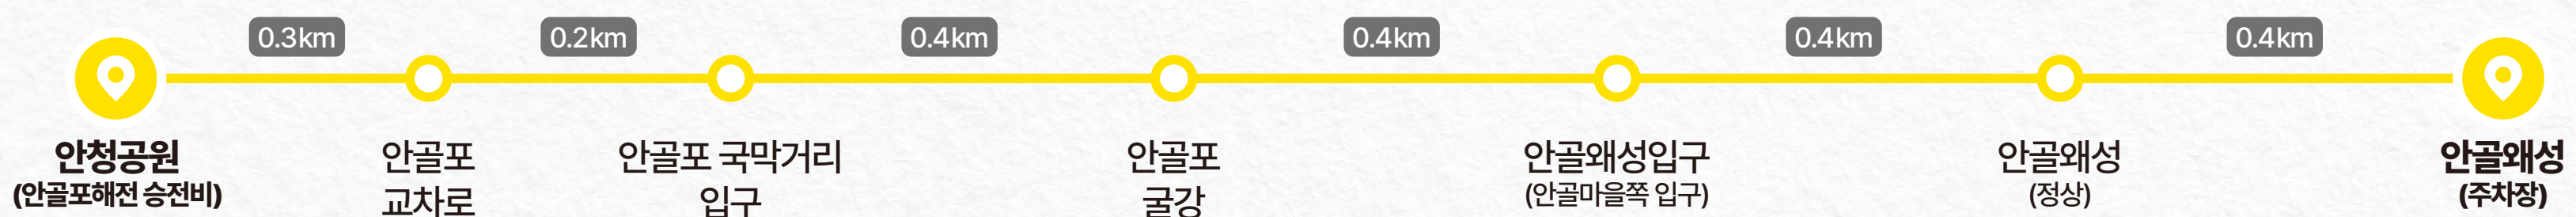 0.3km
0.2km
0.4km
0.4km
0.4km
0.4km
안청공원
(안골포해전 승전비)
안골포
교차로
안골포 국막거리
입구
안골포
굴강
안골왜성입구
(안골마을쪽 입구)
안골왜성
(정상)
안골왜성
(주차장)